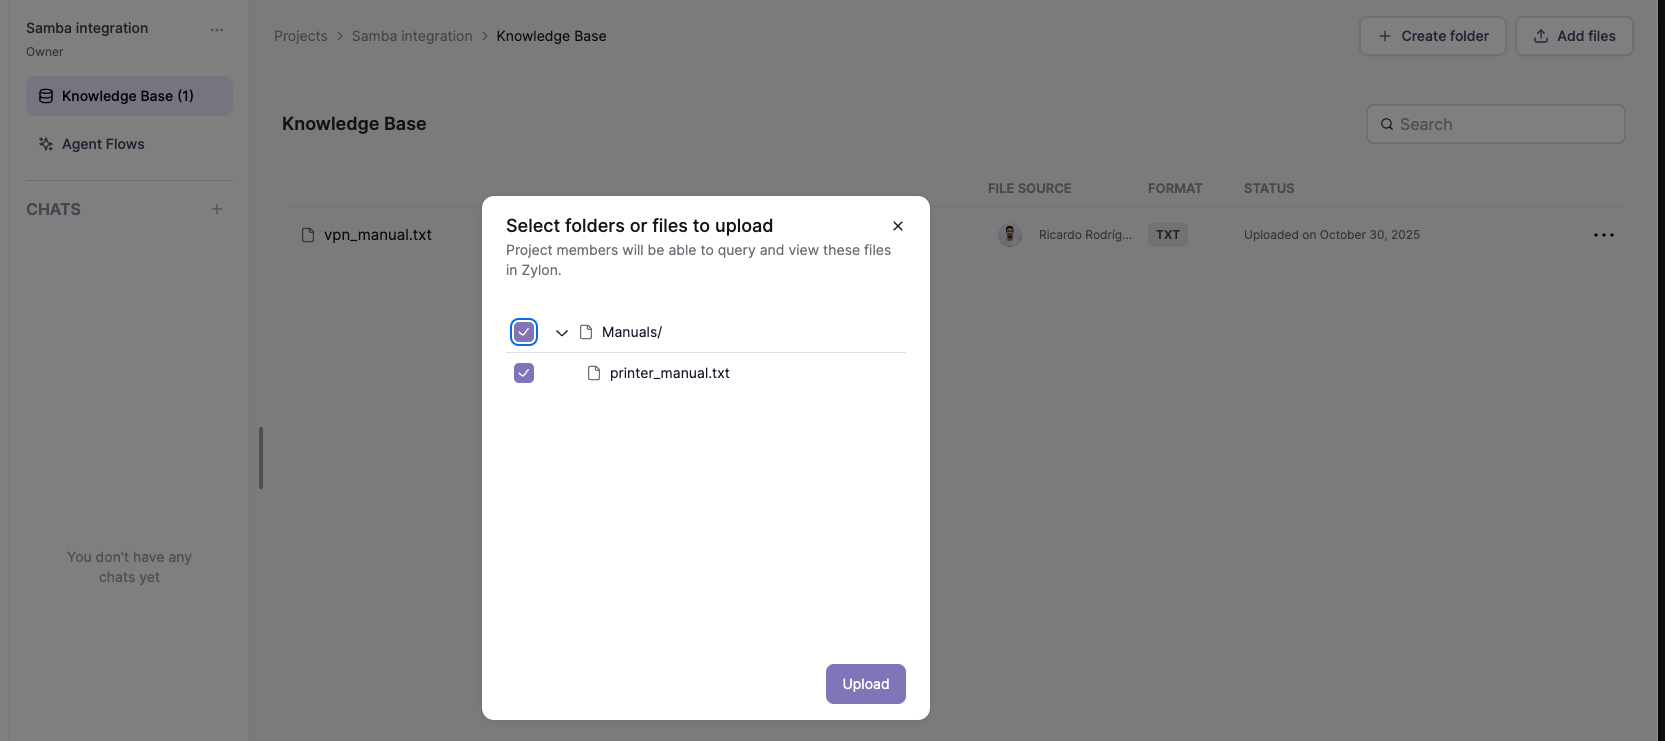 Samba integration
Owner
Knowledge Base (1)
Agent Flows
CHATS
You don't have any
chats yet
Projects > Samba integration > Knowledge Base
Create folder
Add files
Knowledge Base
Search
FILE SOURCE FORMAT STATUS
vpn_manual.txt Ricardo Rodríg... TXT Uploaded on October 30, 2025
Select folders or files to upload
Project members will be able to query and view these files
in Zylon.
Manuals/
printer_manual.txt
Upload